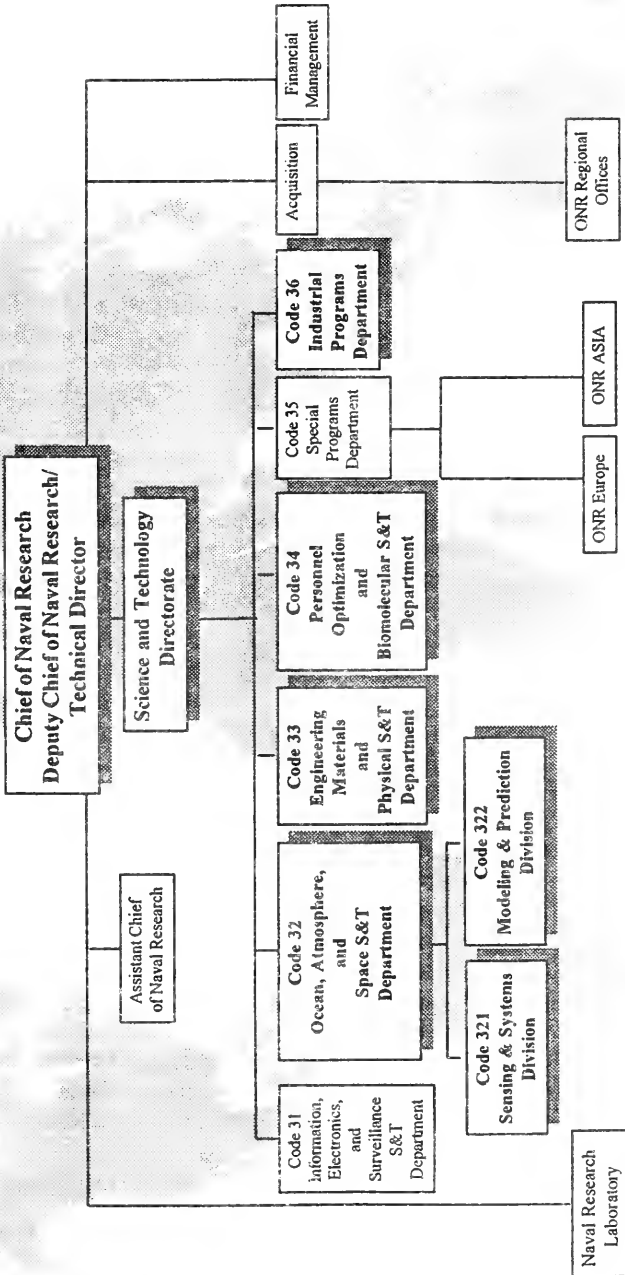 Chief of Naval Research
Deputy Chief of Naval Research/
Technical Director
Assistant Chief
of Naval Research
Science and Technology
Directorate
Acquisition
Financial
Management
Code 31
Information,
Electronics,
and
Surveillance
S&T
Department
Code 32
Ocean, Atmosphere,
and
Space S&T
Department
Code 33
Engineering
Materials
and
Physical S&T
Department
Code 34
Personnel
Optimization
and
Biomolecular S&T
Department
Code 35
Special
Programs
Department
Code 36
Industrial
Programs
Department
Code 321
Sensing & Systems
Division
Code 322
Modeling & Prediction
Division
Naval Research
Laboratory
ONR Europe
ONR ASIA
ONR Regional
Offices